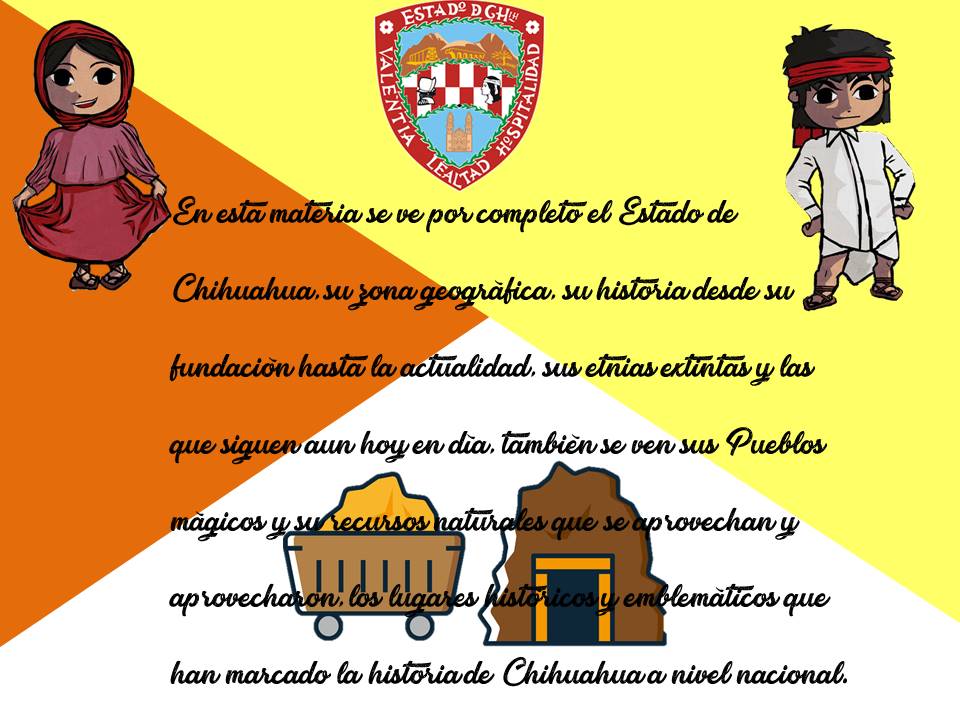 ESTADO D CHIH
VALENTIA LEALTAD HOSPITALIDAD
En esta materia se ve por completo el Estado de
Chihuahua, su zona geogràfica, su historia desde su
fundaciòn hasta la actualidad, sus etnias extintas y las
que siguen aun hoy en dìa, tambièn se ven sus Pueblos
màgicos y su recursos naturales que se aprovechan y
aprovecharon, los lugares històricos y emblemàticos que
han marcado la historia de Chihuahua a nivel nacional.